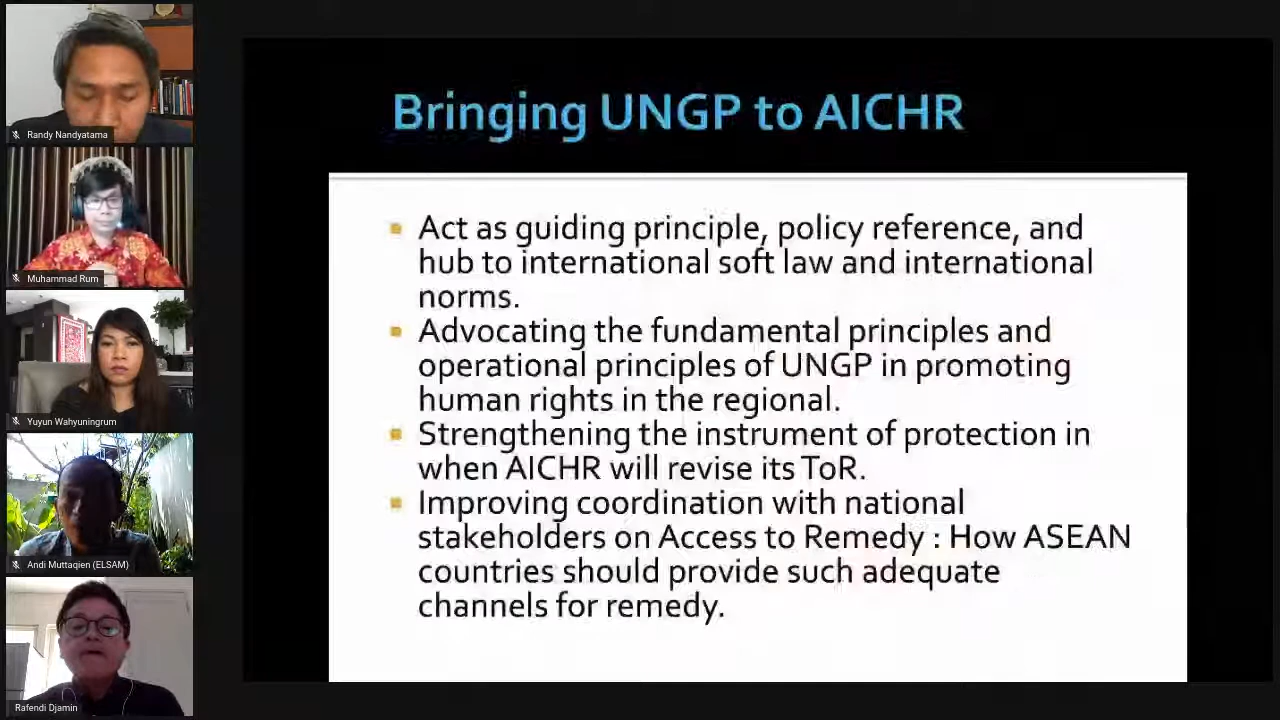 Randy Nandyatama
Muhammad Rum
Yuyun Wahyuningrum
Andi Muttaqien (ELSAM)
Rafendi Djamin
Bringing UNGP to AICHR
Act as guiding principle, policy reference, and
hub to international soft law and international
norms.
Advocating the fundamental principles and
operational principles of UNGP in promoting
human rights in the regional.
Strengthening the instrument of protection in
when AICHR will revise its ToR.
Improving coordination with national
stakeholders on Access to Remedy : How ASEAN
countries should provide such adequate
channels for remedy.